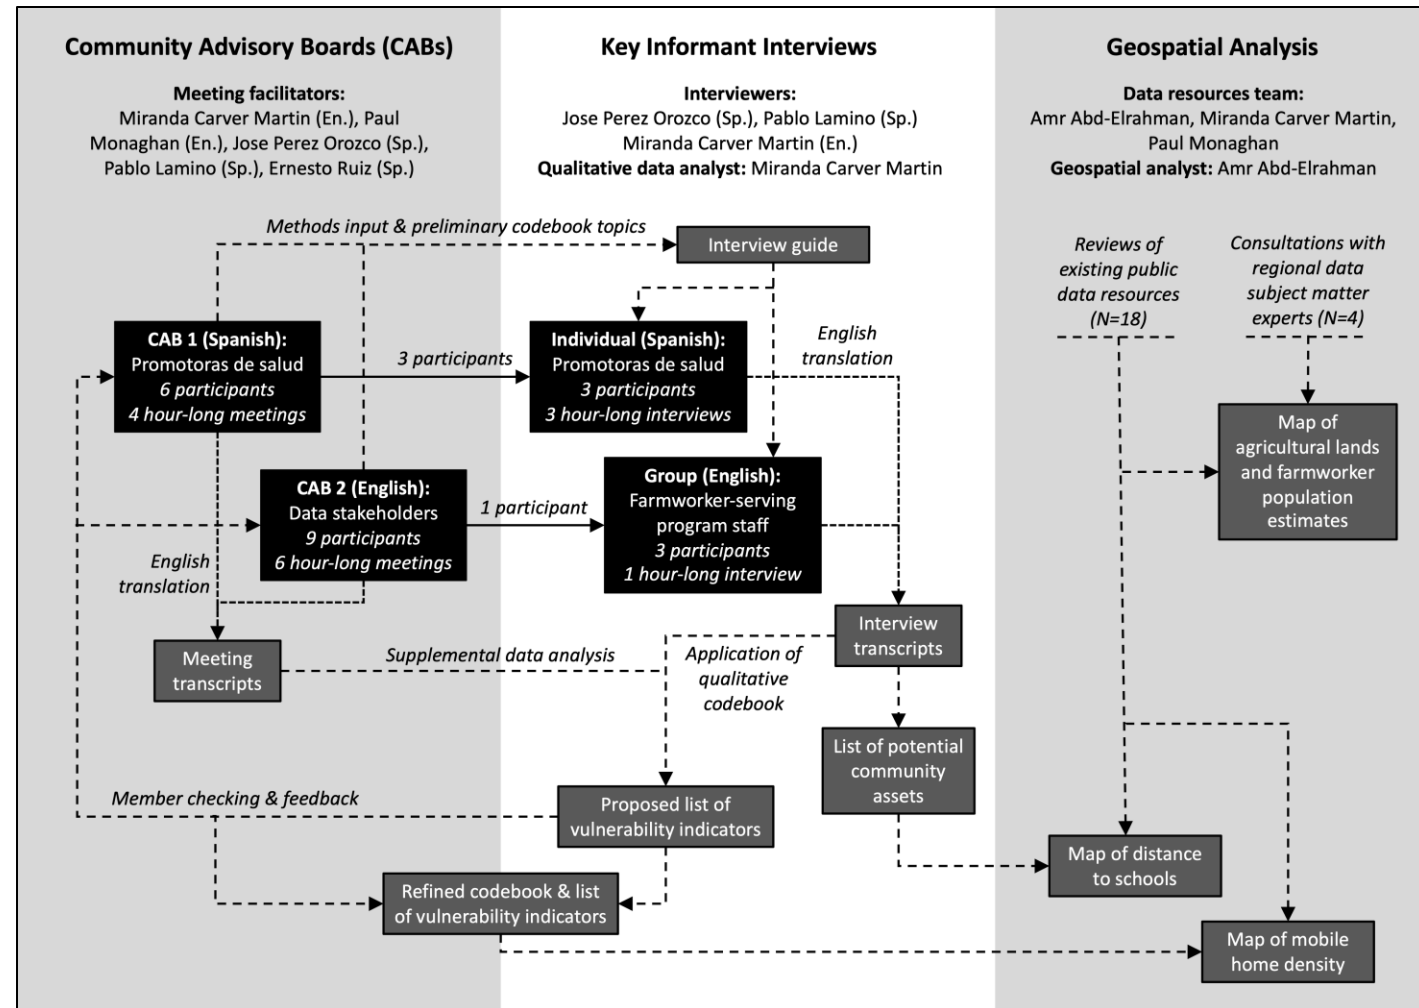 Community Advisory Boards (CABs)
Meeting facilitators:
Miranda Carver Martin (En.), Paul
Monaghan (En.), Jose Perez Orozco (Sp.),
Pablo Lamino (Sp.), Ernesto Ruiz (Sp.)
Key Informant Interviews
Interviewers:
Jose Perez Orozco (Sp.), Pablo Lamino (Sp.)
Miranda Carver Martin (En.)
Qualitative data analyst: Miranda Carver Martin
Geospatial Analysis
Data resources team:
Amr Abd-Elrahman, Miranda Carver Martin,
Paul Monaghan
Geospatial analyst: Amr Abd-Elrahman
Methods input & preliminary codebook topics
Interview guide
Reviews of
existing public
data resources
(N=18)
Consultations with
regional data
subject matter
experts (N=4)
CAB 1 (Spanish):
Promotoras de salud
6 participants
4 hour-long meetings
3 participants
Individual (Spanish):
Promotoras de salud
3 participants
3 hour-long interviews
English
translation
Map of
agricultural lands
and farmworker
population
estimates
CAB 2 (English):
Data stakeholders
9 participants
6 hour-long meetings
1 participant
Group (English):
Farmworker-serving
program staff
3 participants
1 hour-long interview
English
translation
Meeting
transcripts
Supplemental data analysis
Application of
qualitative
codebook
Interview
transcripts
List of potential
community
assets
Member checking & feedback
Proposed list of
vulnerability indicators
Map of distance
to schools
Refined codebook & list
of vulnerability indicators
Map of mobile
home density